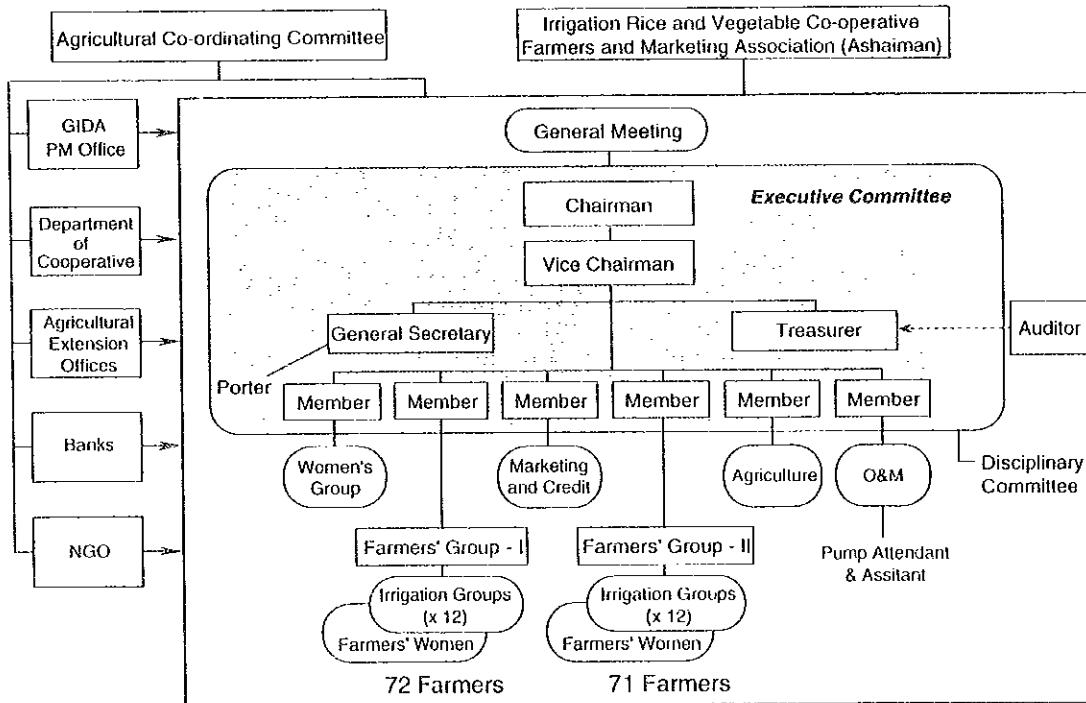 Agricultural Co-ordinating Committee
Irrigation Rice and Vegetable Co-operative
Farmers and Marketing Association (Ashaiman)
GIDA
PM Office
Department
of
Cooperative
Agricultural
Extension
Offices
Banks
NGO
General Meeting
Executive Committee
Chairman
Vice Chairman
General Secretary
Treasurer
Auditor
Porter
Member
Member
Member
Member
Member
Member
Women's
Group
Marketing
and Credit
Agriculture
O&M
Disciplinary
Committee
Pump Attendant
& Assitant
Farmers' Group - I
Farmers' Group - II
Irrigation Groups
(x 12)
Farmers' Women
Irrigation Groups
(x 12)
Farmers' Women
72 Farmers
71 Farmers